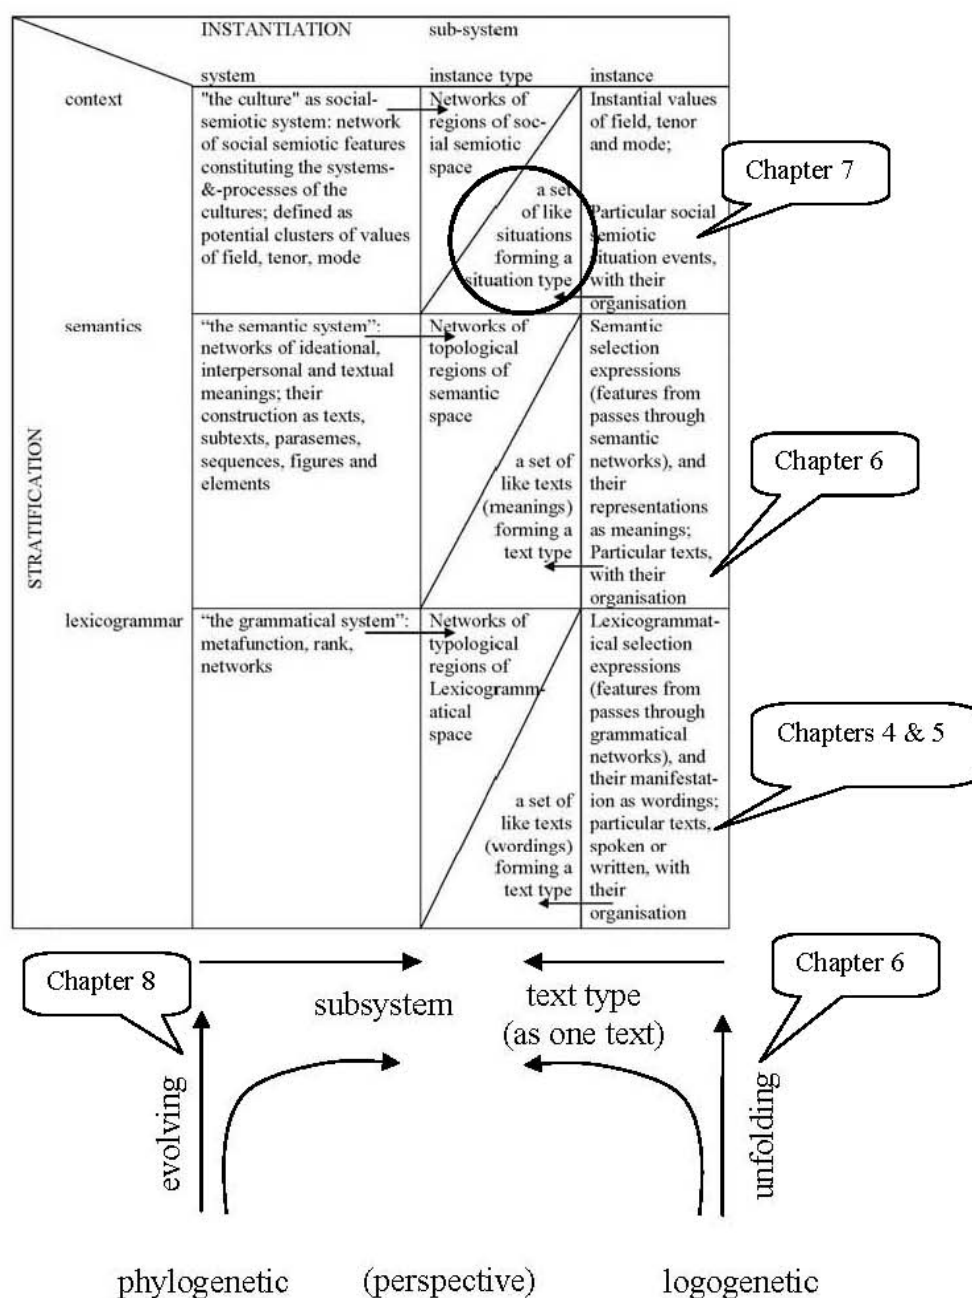 INSTANTIATION
sub-system
system
instance type
instance
context
"the culture" as social-
semiotic system: network
of social semiotic features
constituting the systems-
&-processes of the
cultures; defined as
potential clusters of values
of field, tenor, mode
Networks of
regions of soc-
ial semiotic
space
a set
of like
situations
forming a
situation type
Instantial values
of field, tenor
and mode;
Particular social
semiotic
situation events,
with their
organisation
Chapter 7
STRATIFICATION
semantics
“the semantic system”:
networks of ideational,
interpersonal and textual
meanings; their
construction as texts,
subtexts, parasemes,
sequences, figures and
elements
Networks of
topological
regions of
semantic
space
a set of
like texts
(meanings)
forming a
text type
Semantic
selection
expressions
(features from
passes through
semantic
networks), and
their
representations
as meanings;
Particular texts,
with their
organisation
Chapter 6
lexicogrammar
“the grammatical system”:
metafunction, rank,
networks
Networks of
typological
regions of
Lexicogramm-
atical
space
a set of
like texts
(wordings)
forming a
text type
Lexicogrammat-
ical selection
expressions
(features from
passes through
grammatical
networks), and
their manifestat-
ion as wordings;
particular texts,
spoken or
written, with
their
organisation
Chapters 4 & 5
Chapter 8
subsystem
text type
(as one text)
Chapter 6
evolving
unfolding
phylogenetic
(perspective)
logogenetic